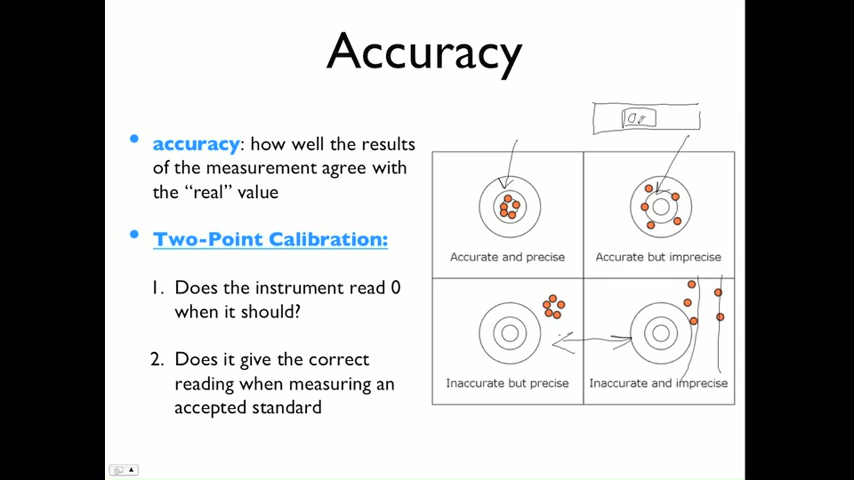 Accuracy
accuracy: how well the results
of the measurement agree with
the “real” value
Two-Point Calibration:
1. Does the instrument read 0
when it should?
2. Does it give the correct
reading when measuring an
accepted standard
Accurate and precise
Accurate but imprecise
Inaccurate but precise
Inaccurate and imprecise